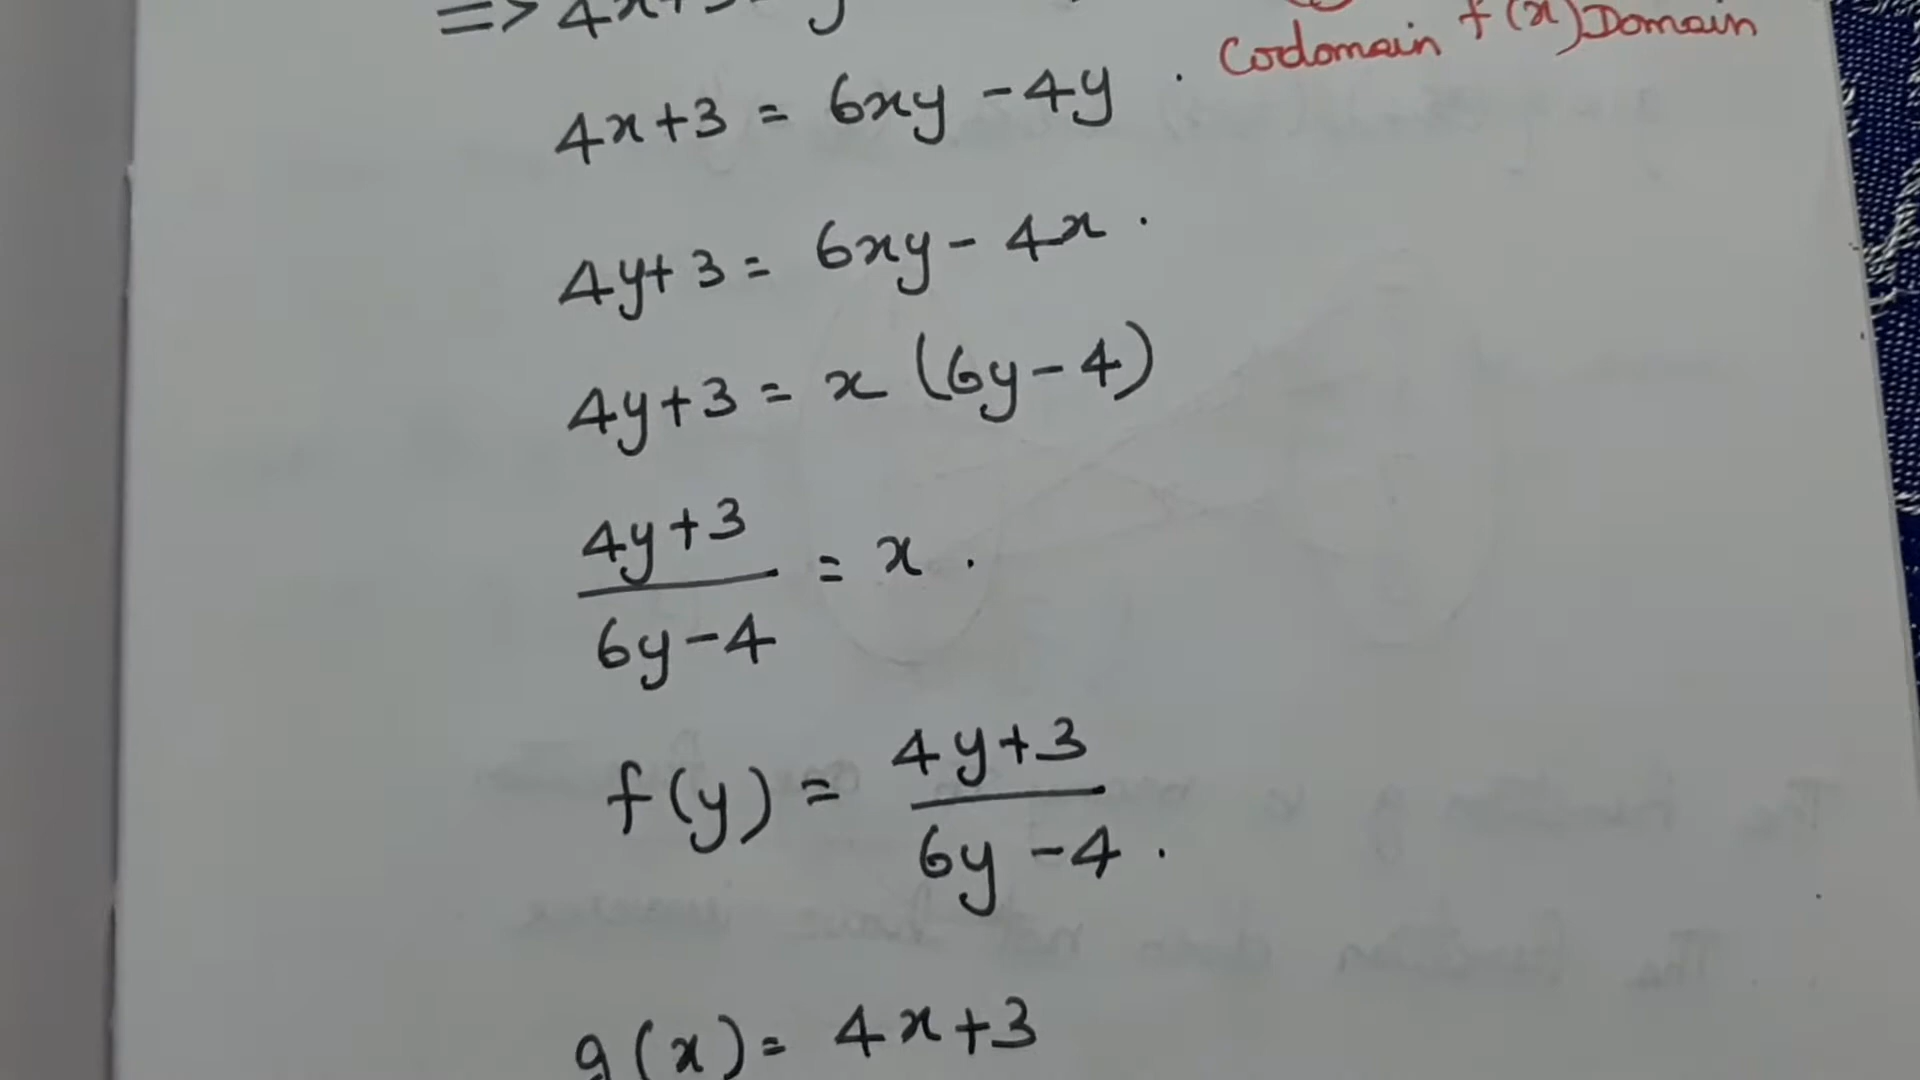 Codomain f(x) Domain
4x+3 = 6xy - 4y .
4y+3 = 6xy - 4x .
4y+3 = x (6y - 4)
4y+3
———— = x .
6y-4
f(y) = 4y+3
————
6y - 4 .
g(x) = 4x+3